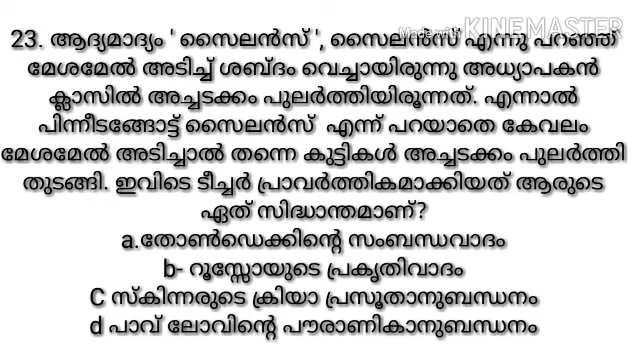 Made with KINEMASTER
23. ആദ്യമാദ്യം ' സൈലൻസ് ', സൈലൻസ് എന്നു പറഞ്ഞ്
മേശമേൽ അടിച്ച് ശബ്ദം വെച്ചായിരുന്നു അധ്യാപകൻ
ക്ലാസിൽ അച്ചടക്കം പുലർത്തിയിരുന്നത്. എന്നാൽ
പിന്നീടങ്ങോട്ട് സൈലൻസ് എന്ന് പറയാതെ കേവലം
മേശമേൽ അടിച്ചാൽ തന്നെ കുട്ടികൾ അച്ചടക്കം പുലർത്തി
തുടങ്ങി. ഇവിടെ ടീച്ചർ പ്രാവർത്തികമാക്കിയത് ആരുടെ
ഏത് സിദ്ധാന്തമാണ്?
a.തോൺഡെക്കിന്റെ സംബന്ധവാദം
b- റൂസ്സോയുടെ പ്രകൃതിവാദം
C സ്കിന്നരുടെ ക്രിയാ പ്രസൂതാനുബന്ധനം
d പാവ് ലോവിന്റെ പൗരാണികാനുബന്ധനം